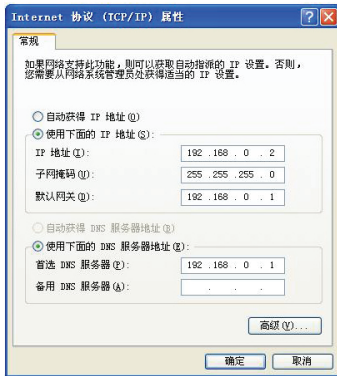 Internet 协议 (TCP/IP) 属性
常规
如果网络支持此功能，则可以获取自动指派的 IP 设置。否则，
您需要从网络系统管理员处获得适当的 IP 设置。
自动获得 IP 地址(O)
使用下面的 IP 地址(S):
IP 地址(I): 192 .168 . 0 . 2
子网掩码(U): 255 .255 .255 . 0
默认网关(D): 192 .168 . 0 . 1
自动获得 DNS 服务器地址(B)
使用下面的 DNS 服务器地址(E):
首选 DNS 服务器(P): 192 .168 . 0 . 1
备用 DNS 服务器(A): . . .
高级(V)...
确定 取消